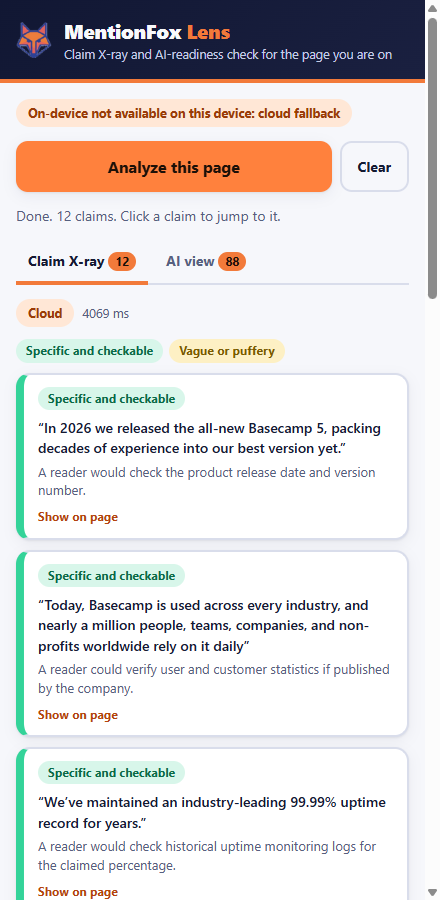 MentionFox Lens
Claim X-ray and AI-readiness check for the page you are on
On-device not available on this device: cloud fallback
Analyze this page
Clear
Done. 12 claims. Click a claim to jump to it.
Claim X-ray 12
AI view 88
Cloud 4069 ms
Specific and checkable
Vague or puffery
Specific and checkable
“In 2026 we released the all-new Basecamp 5, packing
decades of experience into our best version yet.”
A reader would check the product release date and version
number.
Show on page
Specific and checkable
“Today, Basecamp is used across every industry, and
nearly a million people, teams, companies, and non-
profits worldwide rely on it daily”
A reader could verify user and customer statistics if published
by the company.
Show on page
Specific and checkable
“We’ve maintained an industry-leading 99.99% uptime
record for years.”
A reader would check historical uptime monitoring logs for
the claimed percentage.
Show on page